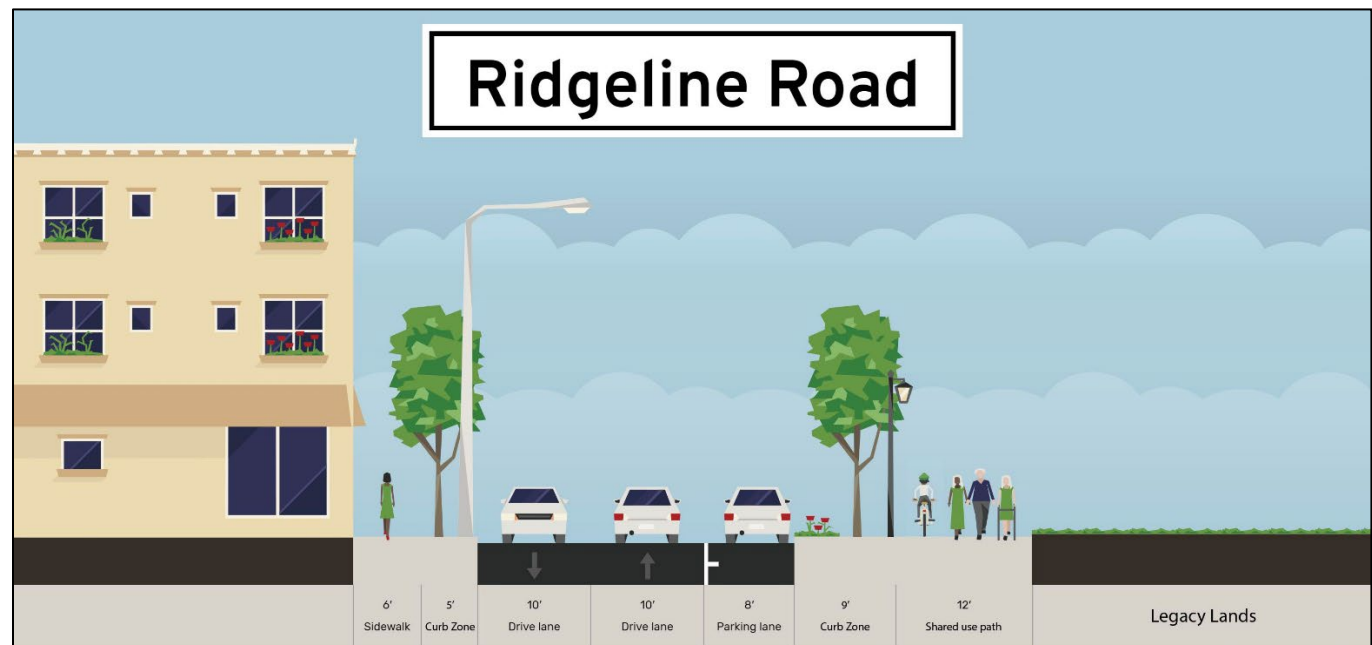 Ridgeline Road
6'
Sidewalk
5'
Curb Zone
10'
Drive lane
10'
Drive lane
8'
Parking lane
9'
Curb Zone
12'
Shared use path
Legacy Lands